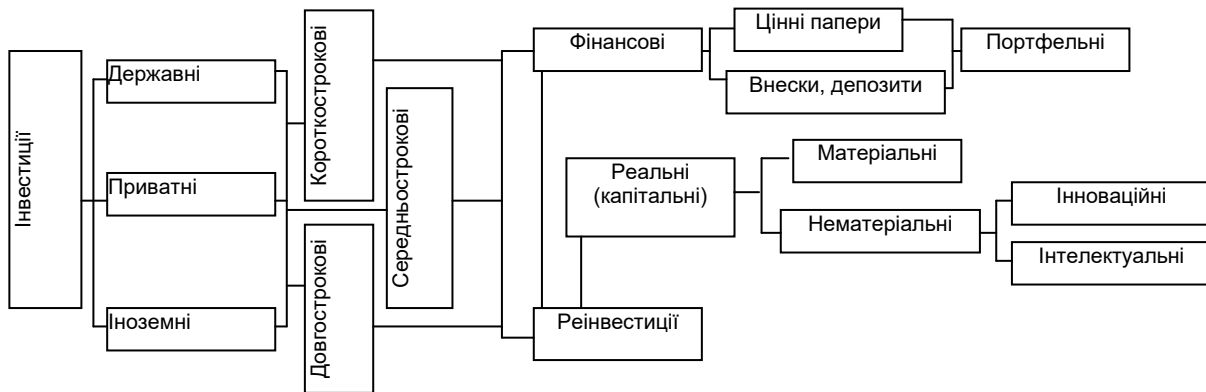 Інвестиції
Державні
Приватні
Іноземні
Короткострокові
Середньострокові
Довгострокові
Фінансові
Цінні папери
Внески, депозити
Портфельні
Реальні
(капітальні)
Матеріальні
Нематеріальні
Інноваційні
Інтелектуальні
Реінвестиції